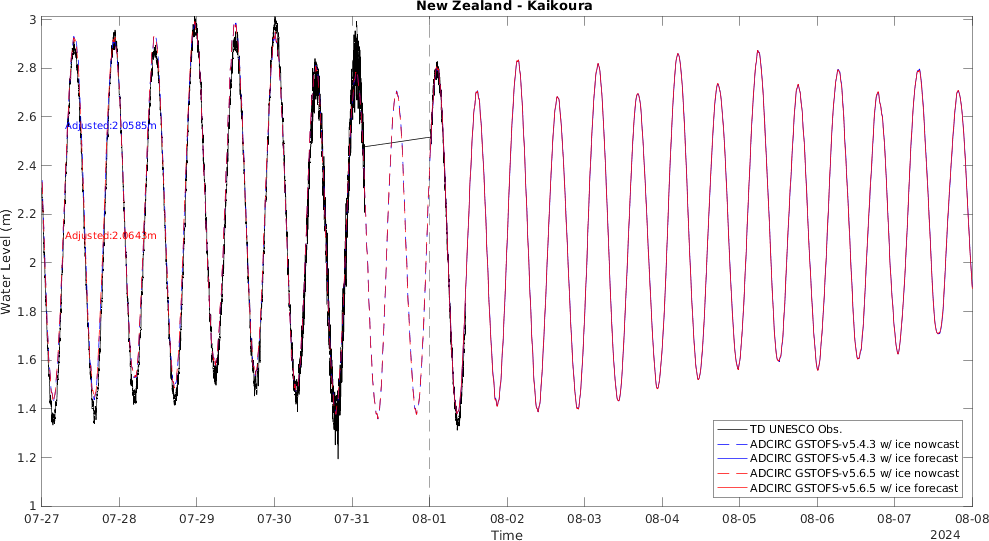 New Zealand - Kaikoura
3
2.8
2.6
2.4
2.2
2
1.8
1.6
1.4
1.2
1
Water Level (m)
Adjusted:2.0585m
Adjusted:2.0643m
TD UNESCO Obs.
ADCIRC GSTOFS-v5.4.3 w/ ice nowcast
ADCIRC GSTOFS-v5.4.3 w/ ice forecast
ADCIRC GSTOFS-v5.6.5 w/ ice nowcast
ADCIRC GSTOFS-v5.6.5 w/ ice forecast
07-27 07-28 07-29 07-30 07-31 08-01 08-02 08-03 08-04 08-05 08-06 08-07 08-08
Time
2024